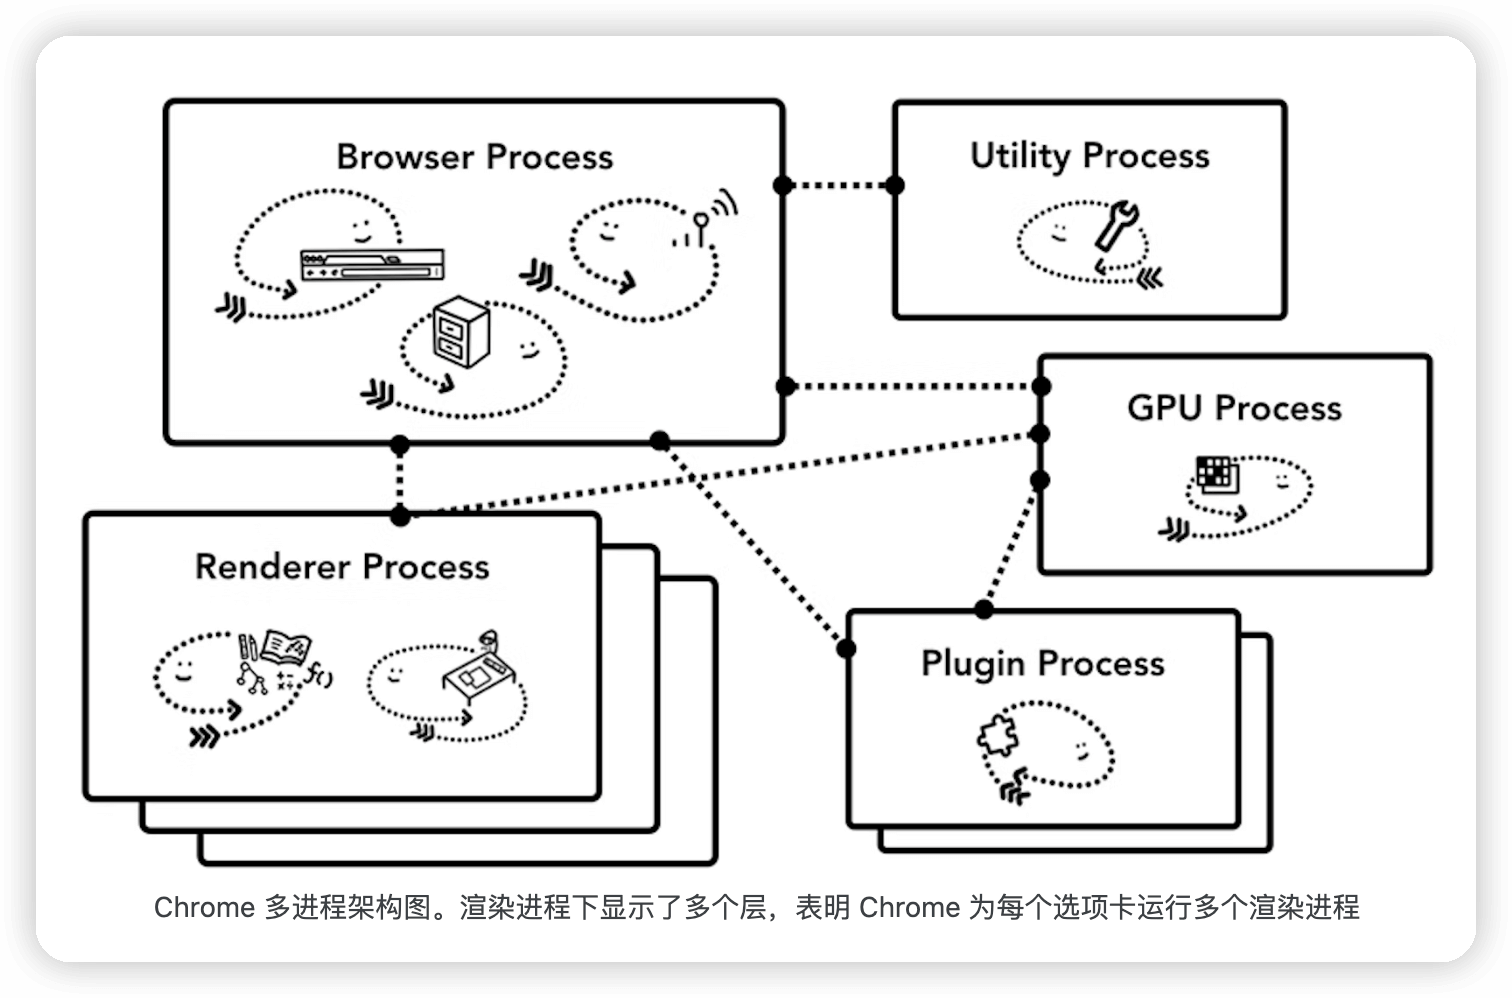 Browser Process
Utility Process
GPU Process
Renderer Process
f()
Plugin Process
Chrome 多进程架构图。渲染进程下显示了多个层，表明 Chrome 为每个选项卡运行多个渲染进程